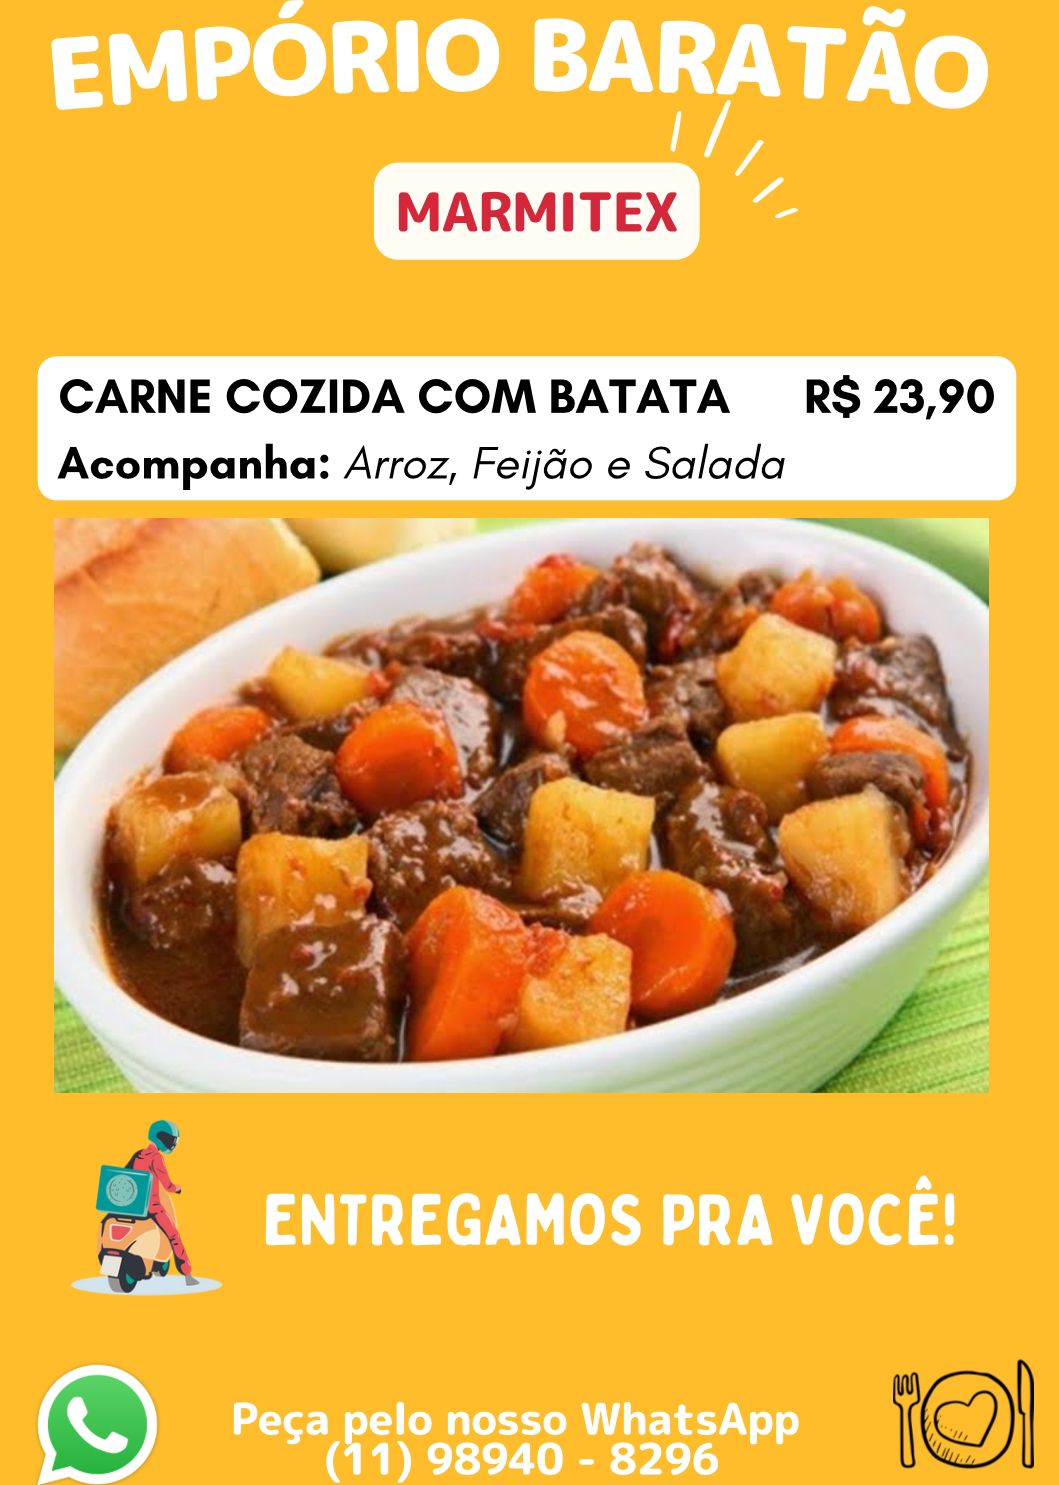 EMPÓRIO BARATÃO
MARMITEX
CARNE COZIDA COM BATATA R$ 23,90
Acompanha: Arroz, Feijão e Salada
ENTREGAMOS PRA VOCÊ!
Peça pelo nosso WhatsApp
(11) 98940 - 8296